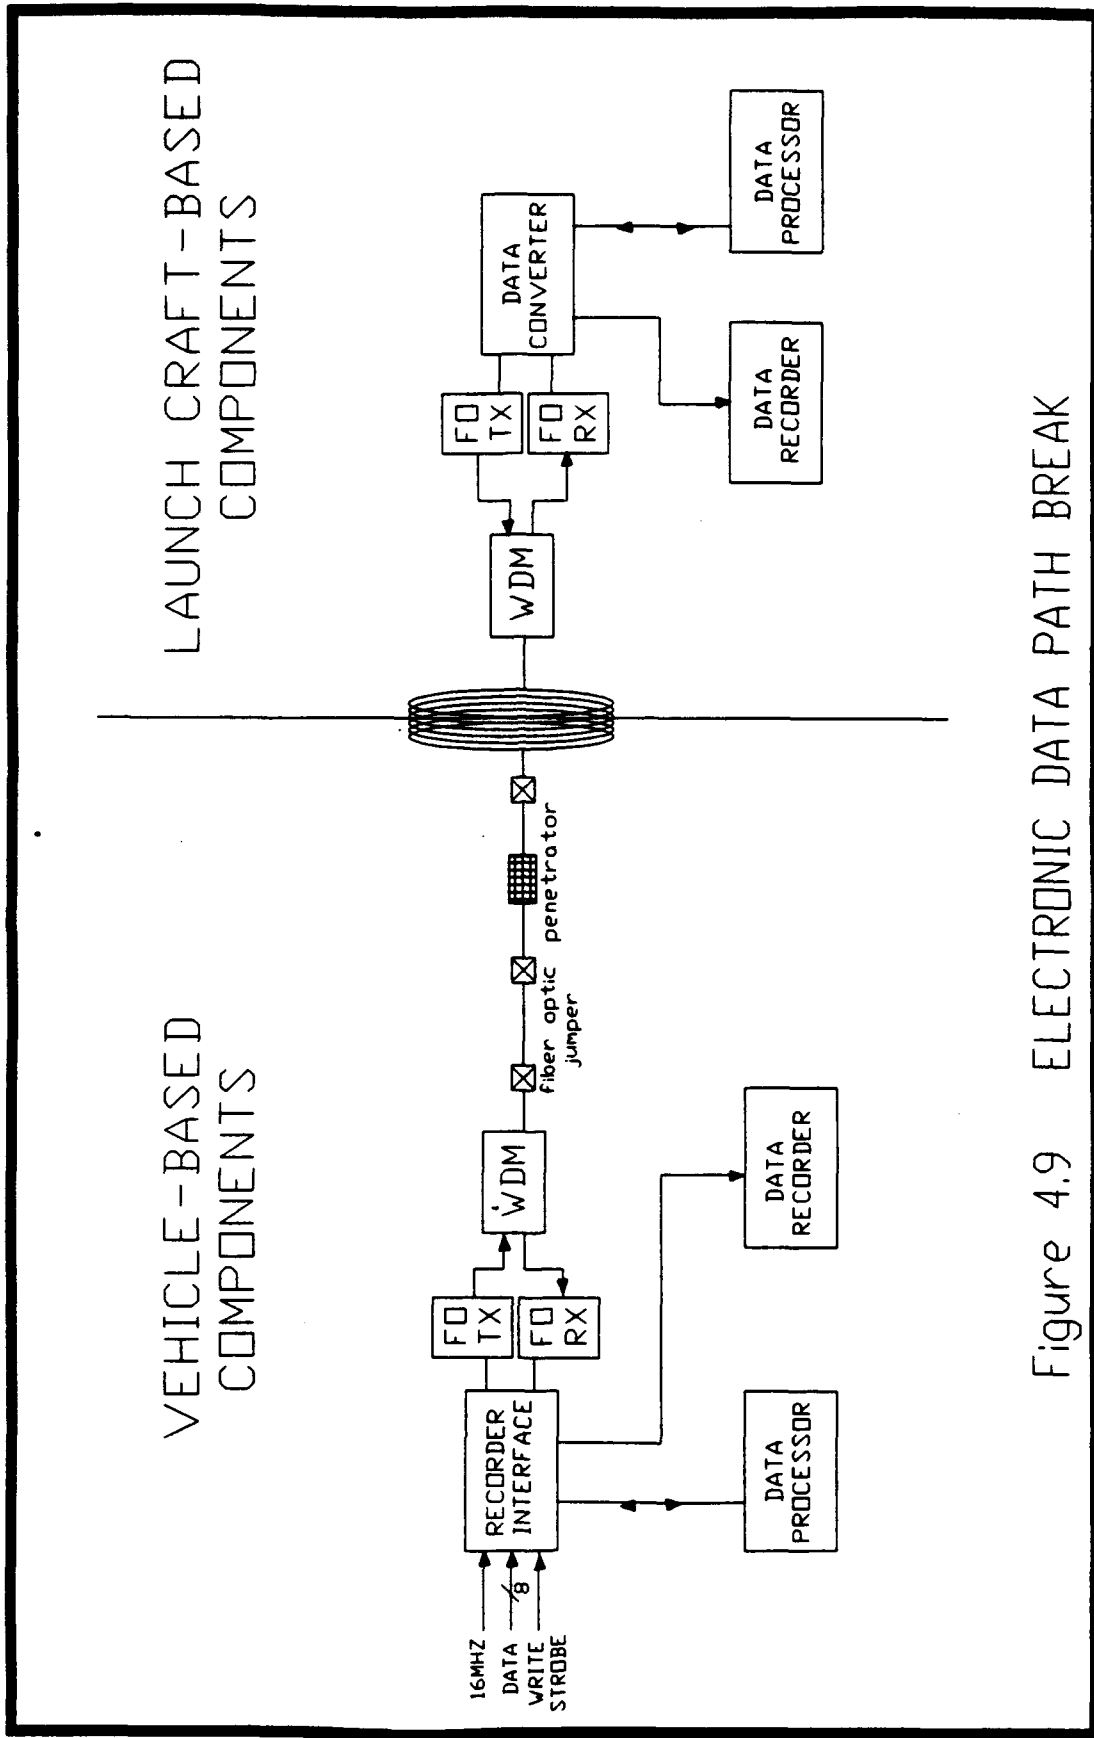 VEHICLE-BASED
COMPONENTS
LAUNCH CRAFT-BASED
COMPONENTS
16MHZ
DATA
8
WRITE
STROBE
RECORDER
INTERFACE
FO
TX
FO
RX
WDM
fiber optic
jumper
penetrator
WDM
FO
TX
FO
RX
DATA
CONVERTER
DATA
PROCESSOR
DATA
RECORDER
DATA
RECORDER
DATA
PROCESSOR
Figure 4.9 ELECTRONIC DATA PATH BREAK